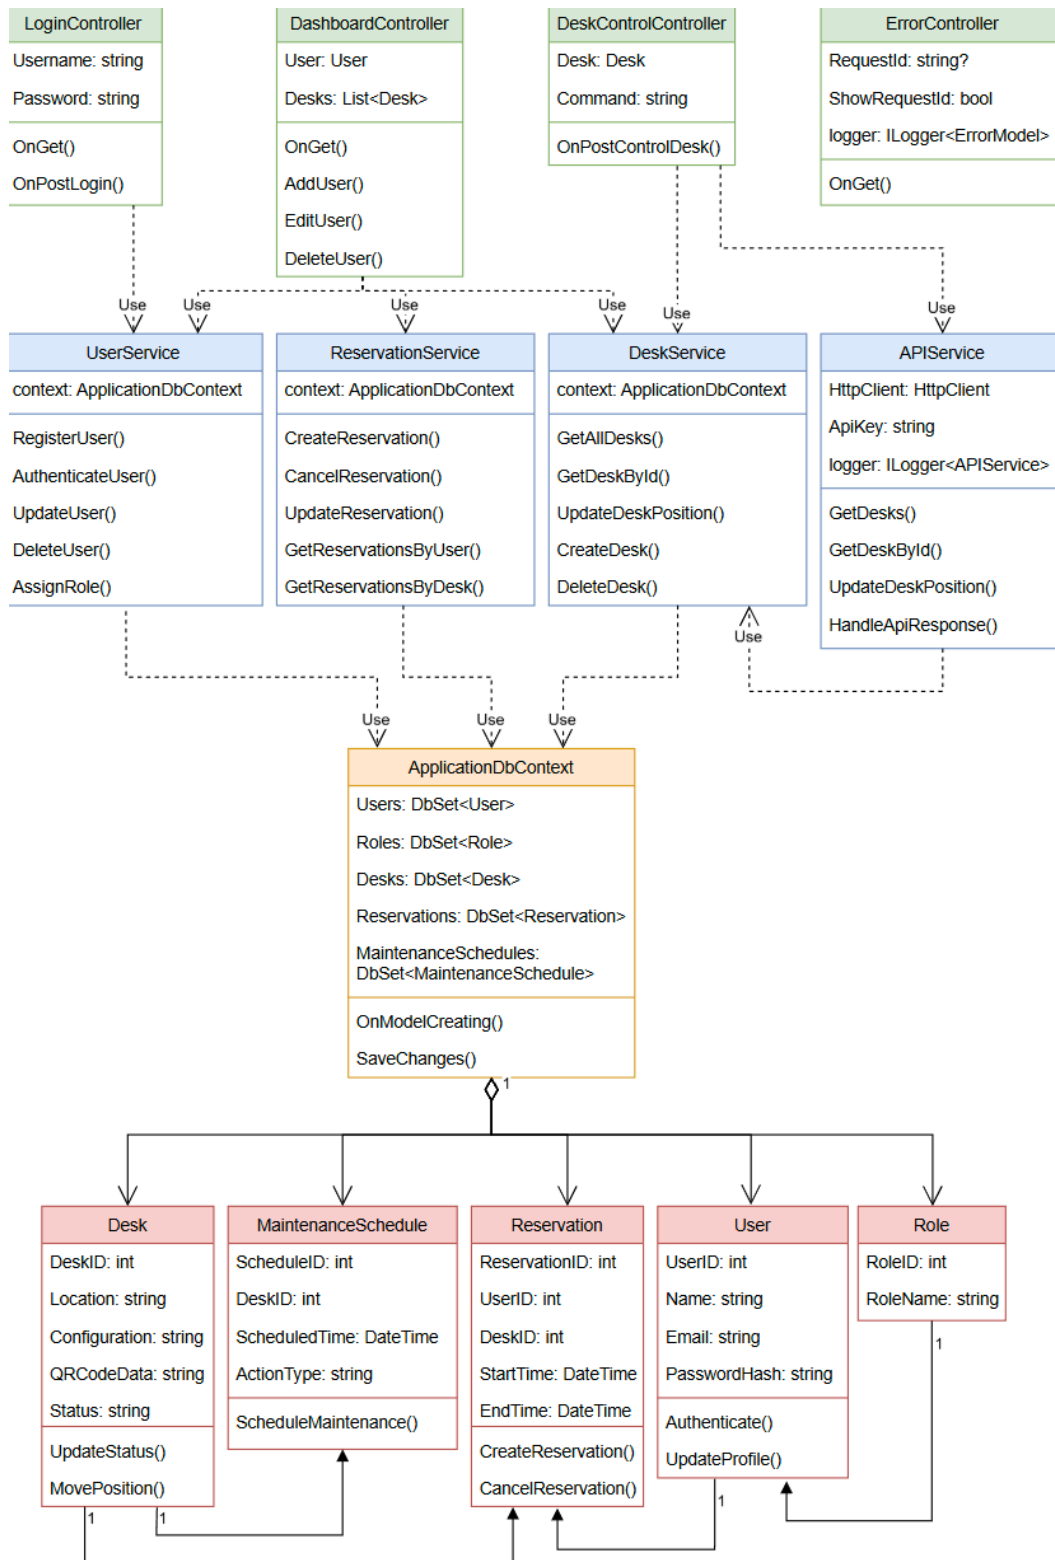 LoginController
Username: string
Password: string
OnGet()
OnPostLogin()
DashboardController
User: User
Desks: List<Desk>
OnGet()
AddUser()
EditUser()
DeleteUser()
DeskControlController
Desk: Desk
Command: string
OnPostControlDesk()
ErrorController
RequestId: string?
ShowRequestId: bool
logger: ILogger<ErrorModel>
OnGet()
Use
Use
Use
Use
Use
Use
UserService
context: ApplicationDbContext
RegisterUser()
AuthenticateUser()
UpdateUser()
DeleteUser()
AssignRole()
ReservationService
context: ApplicationDbContext
CreateReservation()
CancelReservation()
UpdateReservation()
GetReservationsByUser()
GetReservationsByDesk()
DeskService
context: ApplicationDbContext
GetAllDesks()
GetDeskById()
UpdateDeskPosition()
CreateDesk()
DeleteDesk()
APIService
HttpClient: HttpClient
ApiKey: string
logger: ILogger<APIService>
GetDesks()
GetDeskById()
UpdateDeskPosition()
HandleApiResponse()
Use
Use
Use
Use
ApplicationDbContext
Users: DbSet<User>
Roles: DbSet<Role>
Desks: DbSet<Desk>
Reservations: DbSet<Reservation>
MaintenanceSchedules:
DbSet<MaintenanceSchedule>
OnModelCreating()
SaveChanges()
1
Desk
DeskID: int
Location: string
Configuration: string
QRCodeData: string
Status: string
UpdateStatus()
MovePosition()
1
1
MaintenanceSchedule
ScheduleID: int
DeskID: int
ScheduledTime: DateTime
ActionType: string
ScheduleMaintenance()
Reservation
ReservationID: int
UserID: int
DeskID: int
StartTime: DateTime
EndTime: DateTime
CreateReservation()
CancelReservation()
User
UserID: int
Name: string
Email: string
PasswordHash: string
Authenticate()
UpdateProfile()
1
Role
RoleID: int
RoleName: string
1